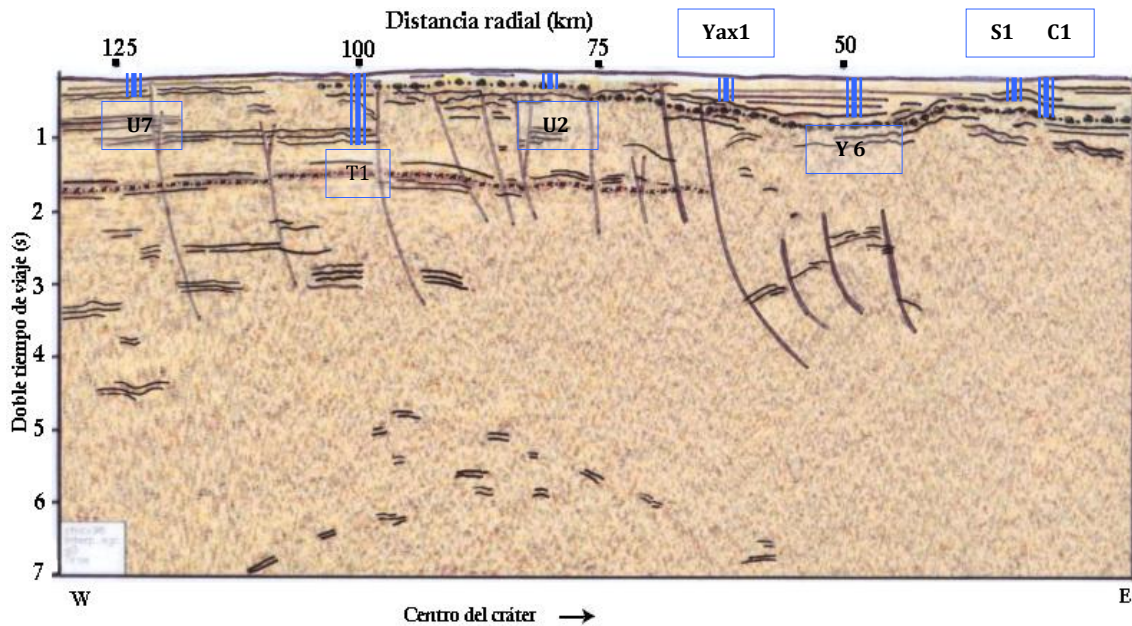 Distancia radial (km)
Yax1
S1 C1
125
100
75
50
U7
U2
T1
Y 6
1
2
3
4
5
6
7
Doble tiempo de viaje (s)
W
E
Centro del cráter